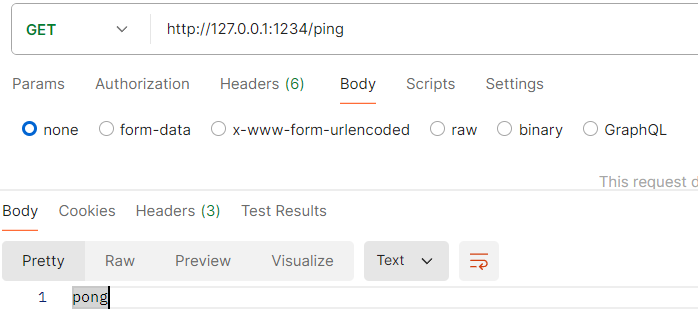 GET http://127.0.0.1:1234/ping
Params Authorization Headers (6) Body Scripts Settings
none form-data x-www-form-urlencoded raw binary GraphQL
This request d
Body Cookies Headers (3) Test Results
Pretty Raw Preview Visualize Text
1 pong